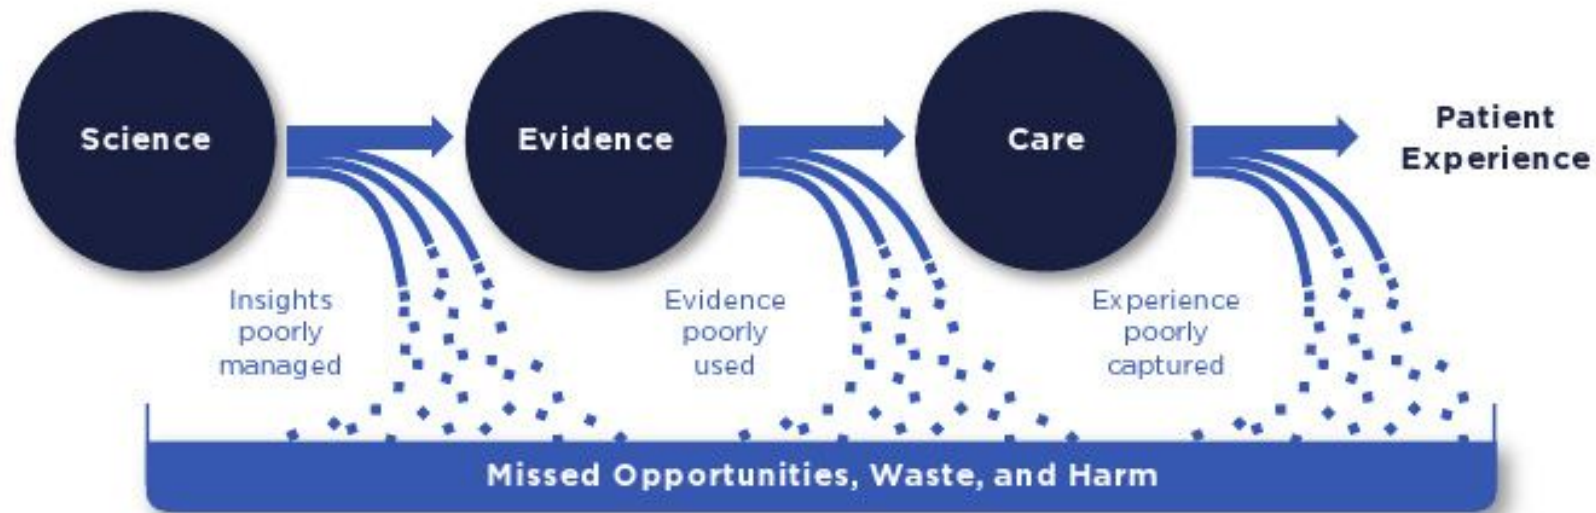 Science
Evidence
Care
Patient
Experience
Insights
poorly
managed
Evidence
poorly
used
Experience
poorly
captured
Missed Opportunities, Waste, and Harm